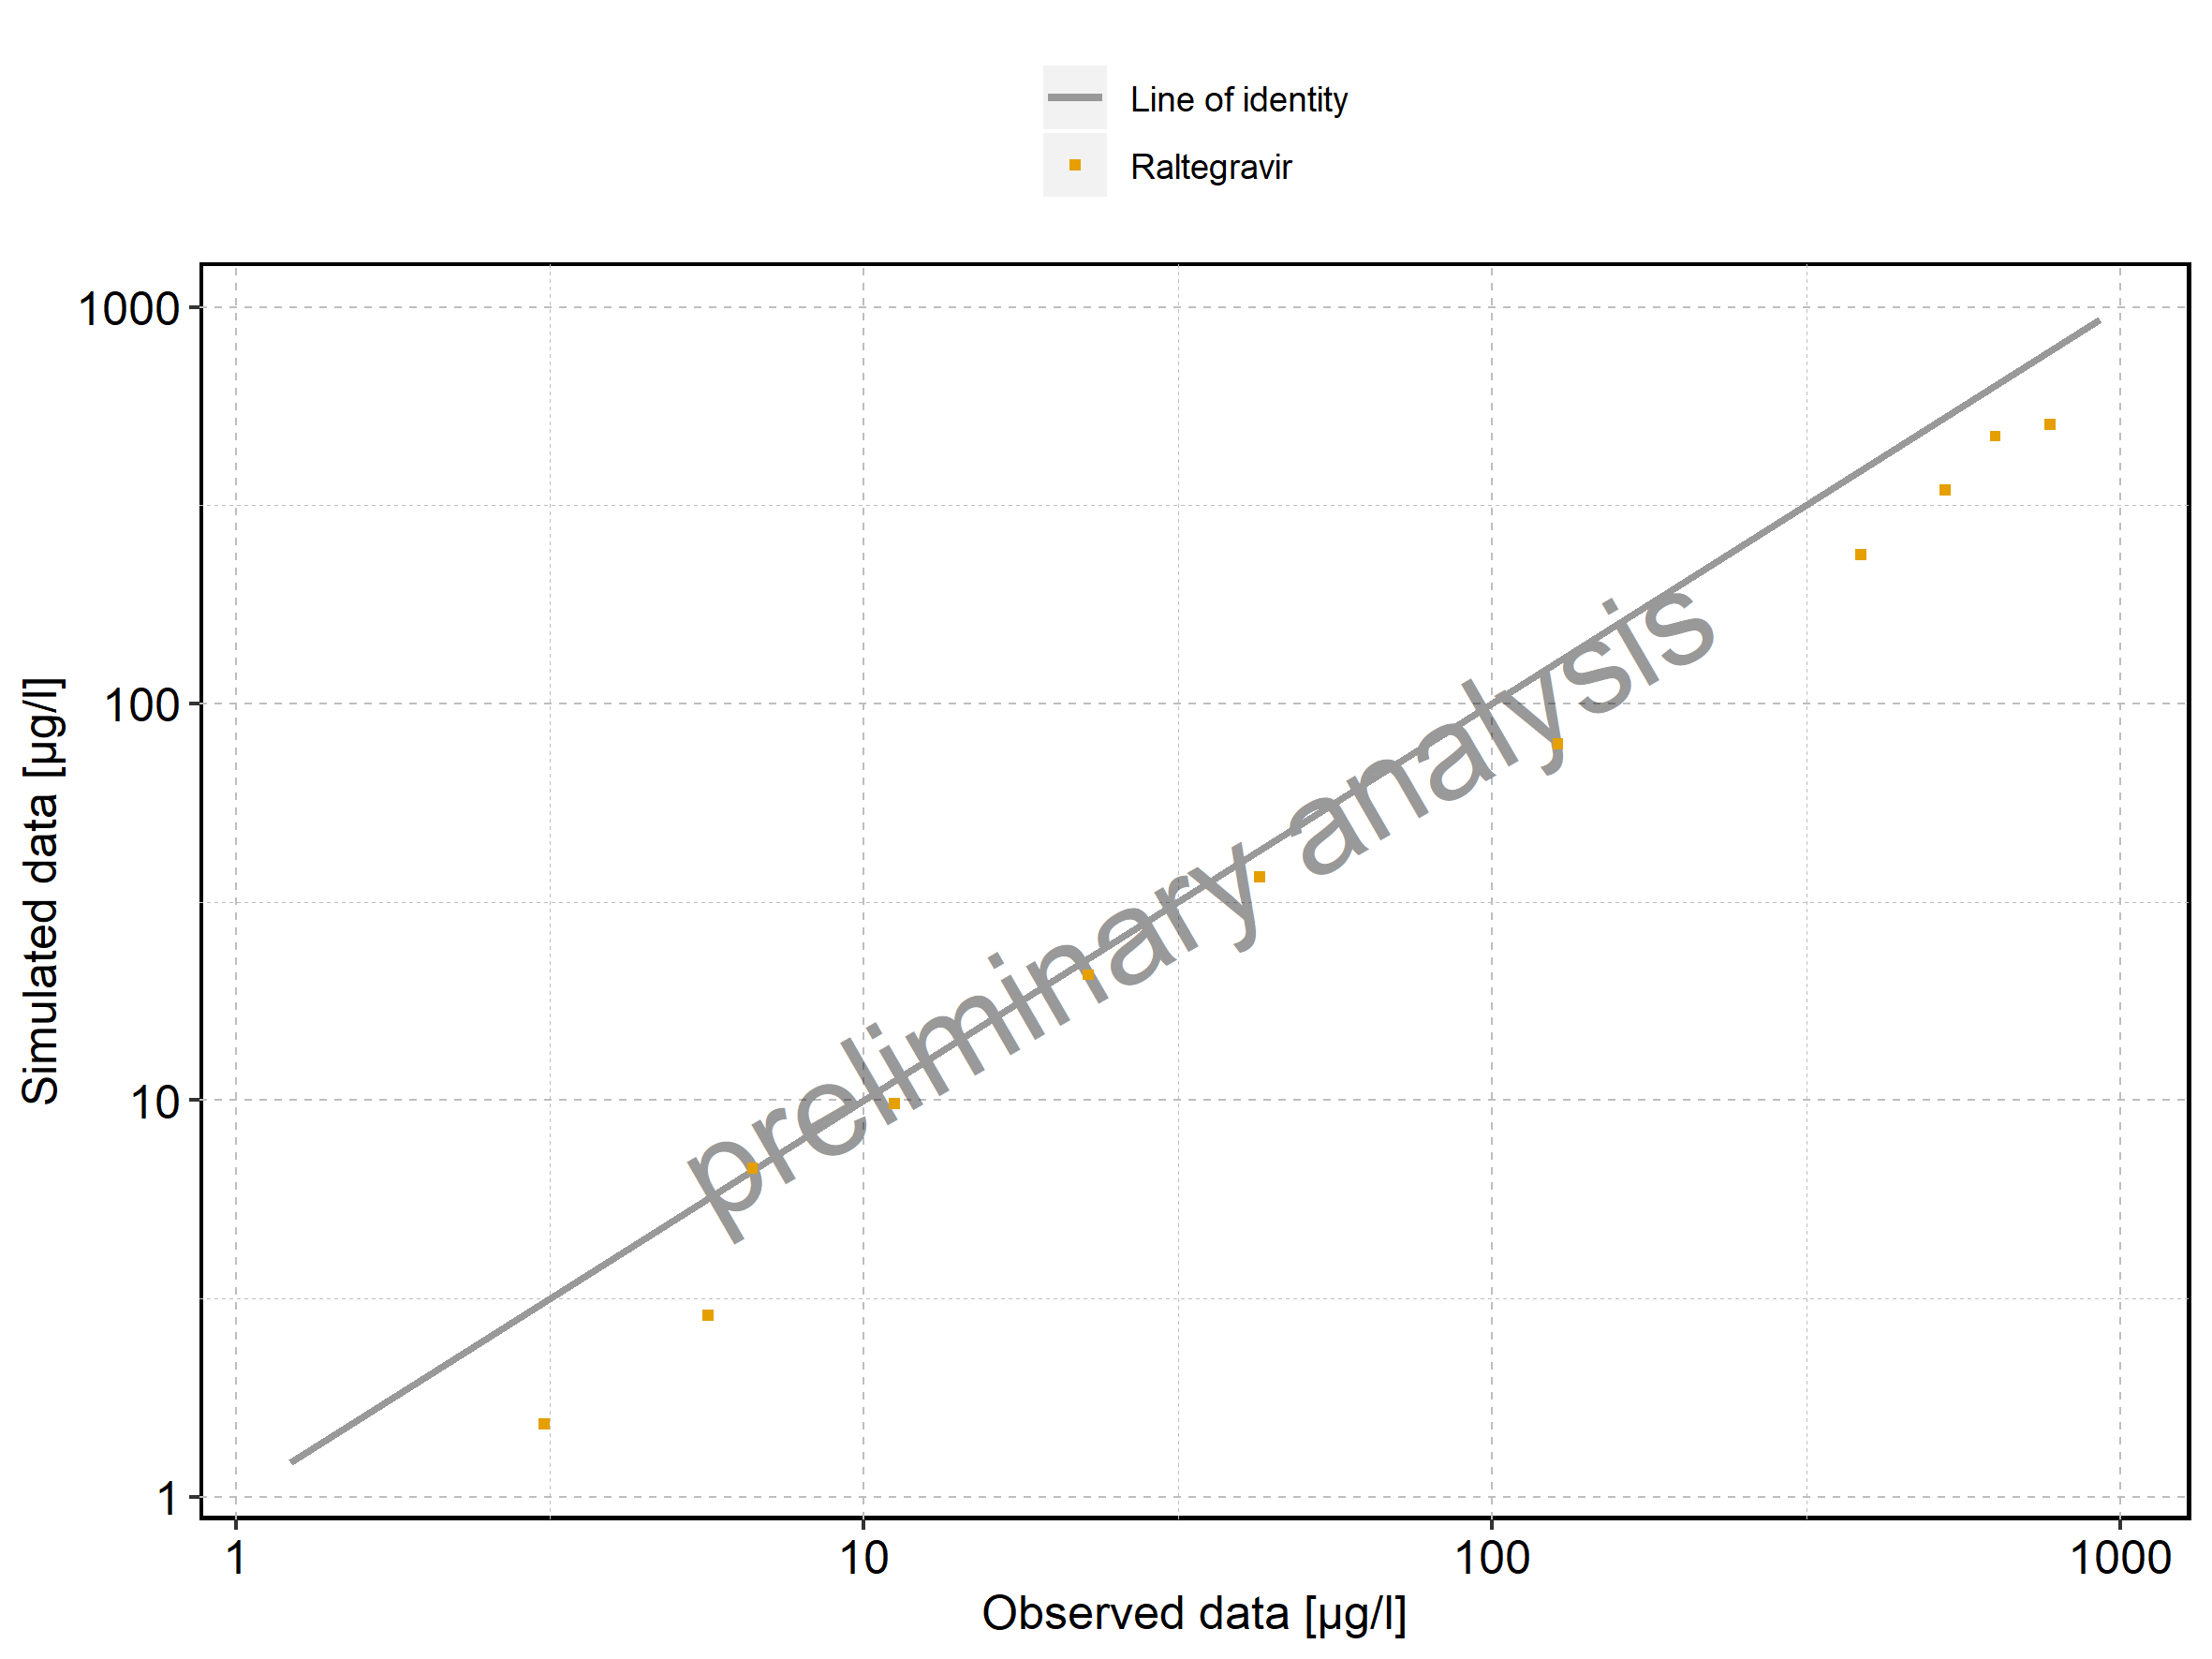 Line of identity
Raltegravir
1000
100
10
1
Simulated data [µg/l]
preliminary analysis
1
10
100
1000
Observed data [µg/l]